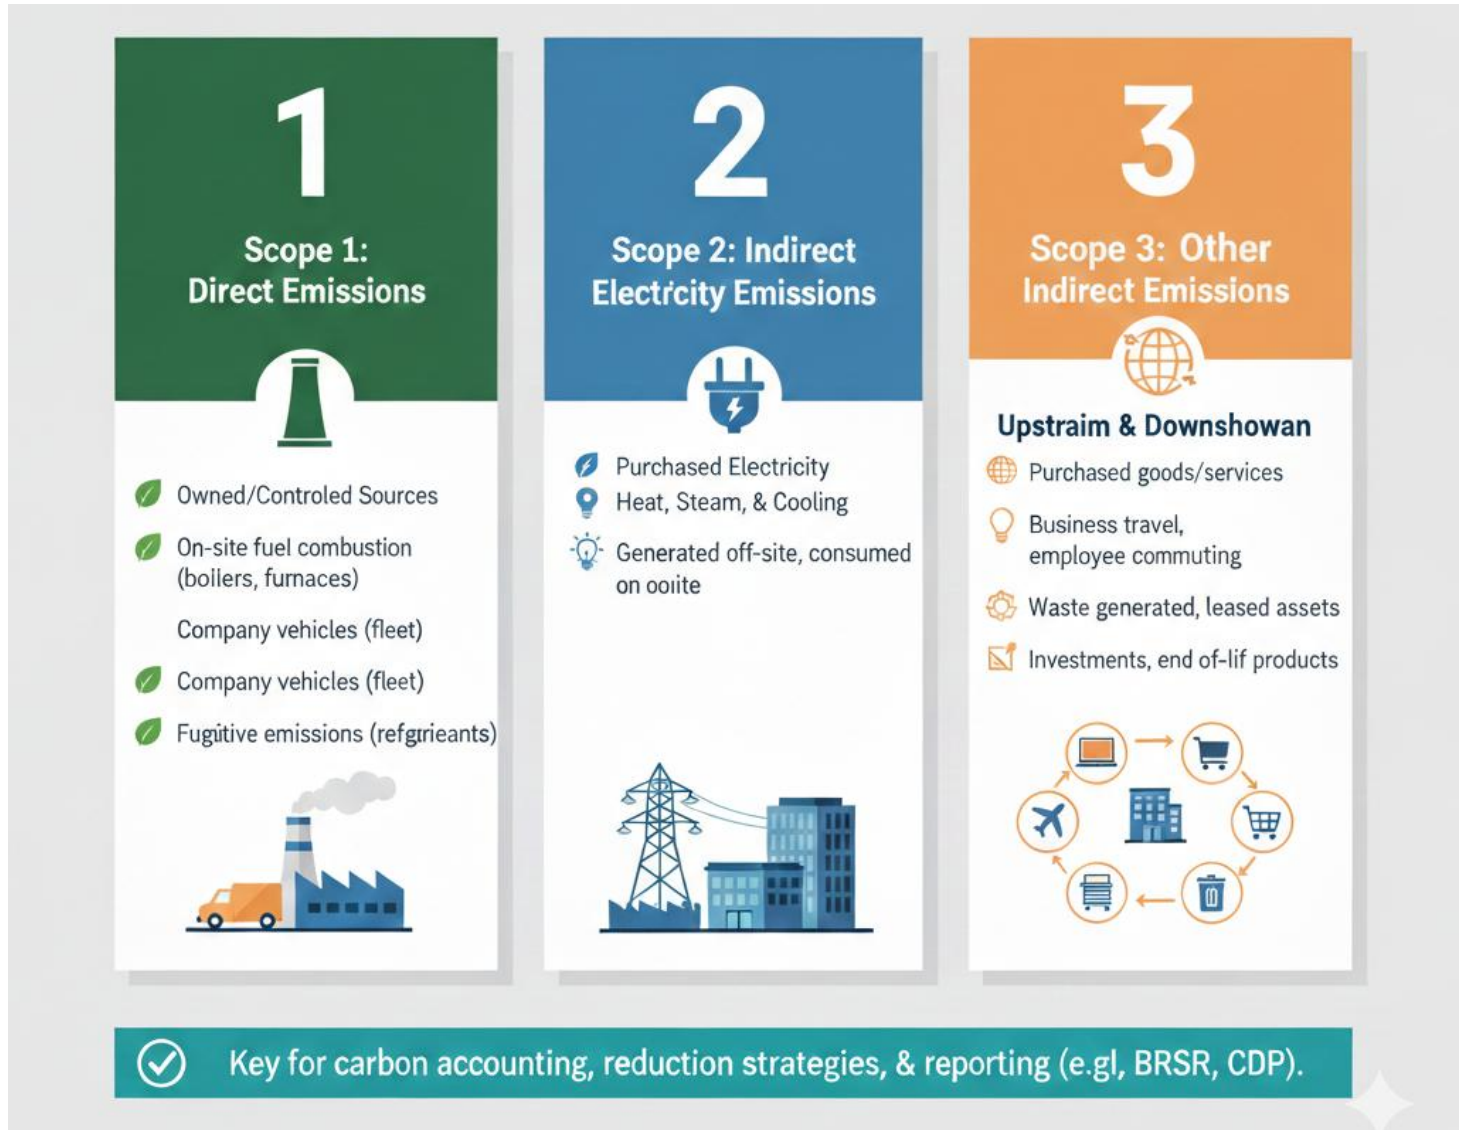 1
Scope 1:
Direct Emissions
Owned/Controled Sources
On-site fuel combustion
(boilers, furnaces)
Company vehicles (fleet)
Company vehicles (fleet)
Fugitive emissions (refgrrieants)
2
Scope 2: Indirect
Electrcity Emissions
Purchased Electricity
Heat, Steam, & Cooling
Generated off-site, consumed
on ooiite
3
Scope 3: Other
Indirect Emissions
Upstraim & Downshowan
Purchased goods/services
Business travel,
employee commuting
Waste generated, leased assets
Investments, end of-lif products
Key for carbon accounting, reduction strategies, & reporting (e.gl, BRSR, CDP).